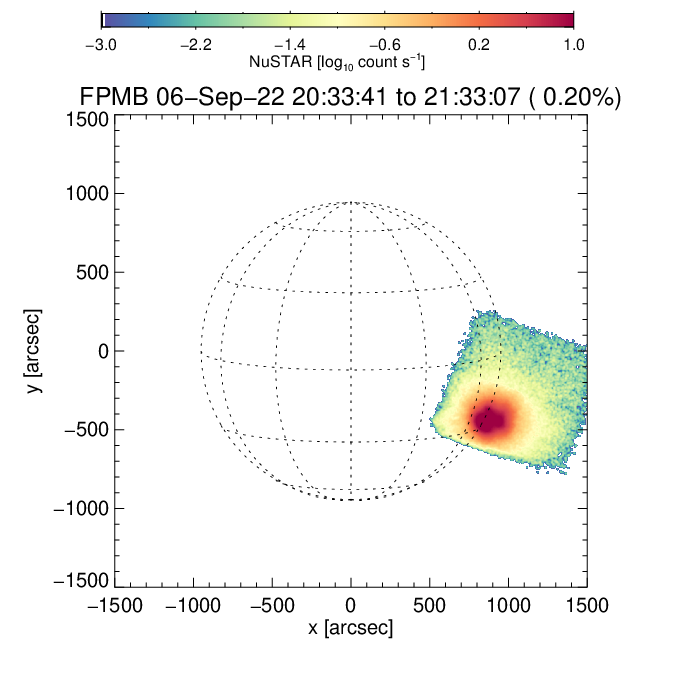 −3.0 −2.2 −1.4 −0.6 0.2 1.0
NuSTAR [log10 count s−1]
FPMB 06−Sep−22 20:33:41 to 21:33:07 ( 0.20%)
1500
1000
500
0
−500
−1000
−1500
y [arcsec]
−1500 −1000 −500 0 500 1000 1500
x [arcsec]